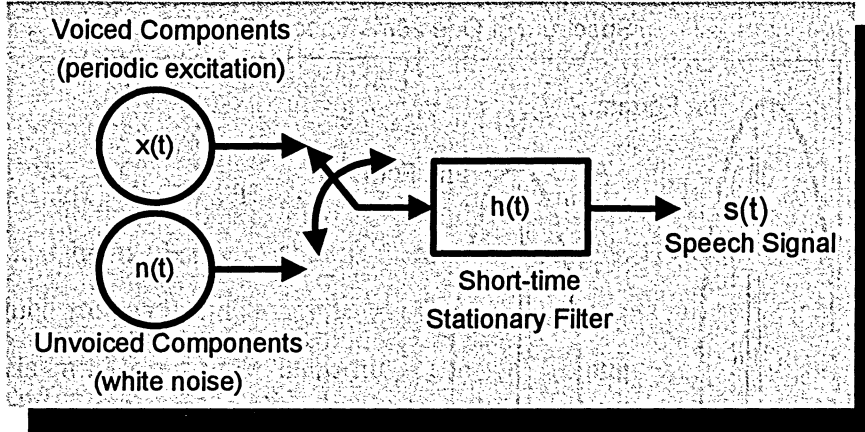 Voiced Components
(periodic excitation)
x(t)
h(t)
s(t)
Speech Signal
n(t)
Short-time
Stationary Filter
Unvoiced Components
(white noise)